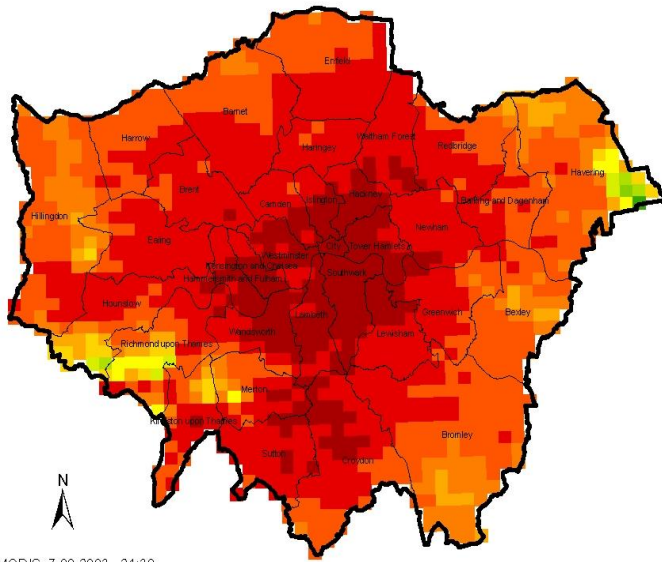 Enfield
Barnet
Harrow
Haringey
Waltham Forest
Redbridge
Havering
Brent
Camden
Islington
Hackney
Barking and Dagenham
Hillingdon
Newham
Ealing
Westminster
City
Tower Hamlets
Kensington and Chelsea
Hammersmith and Fulham
Southwark
Hounslow
Greenwich
Bexley
Lambeth
Wandsworth
Lewisham
Richmond upon Thames
Merton
Kingston upon Thames
Bromley
Sutton
Croydon
N